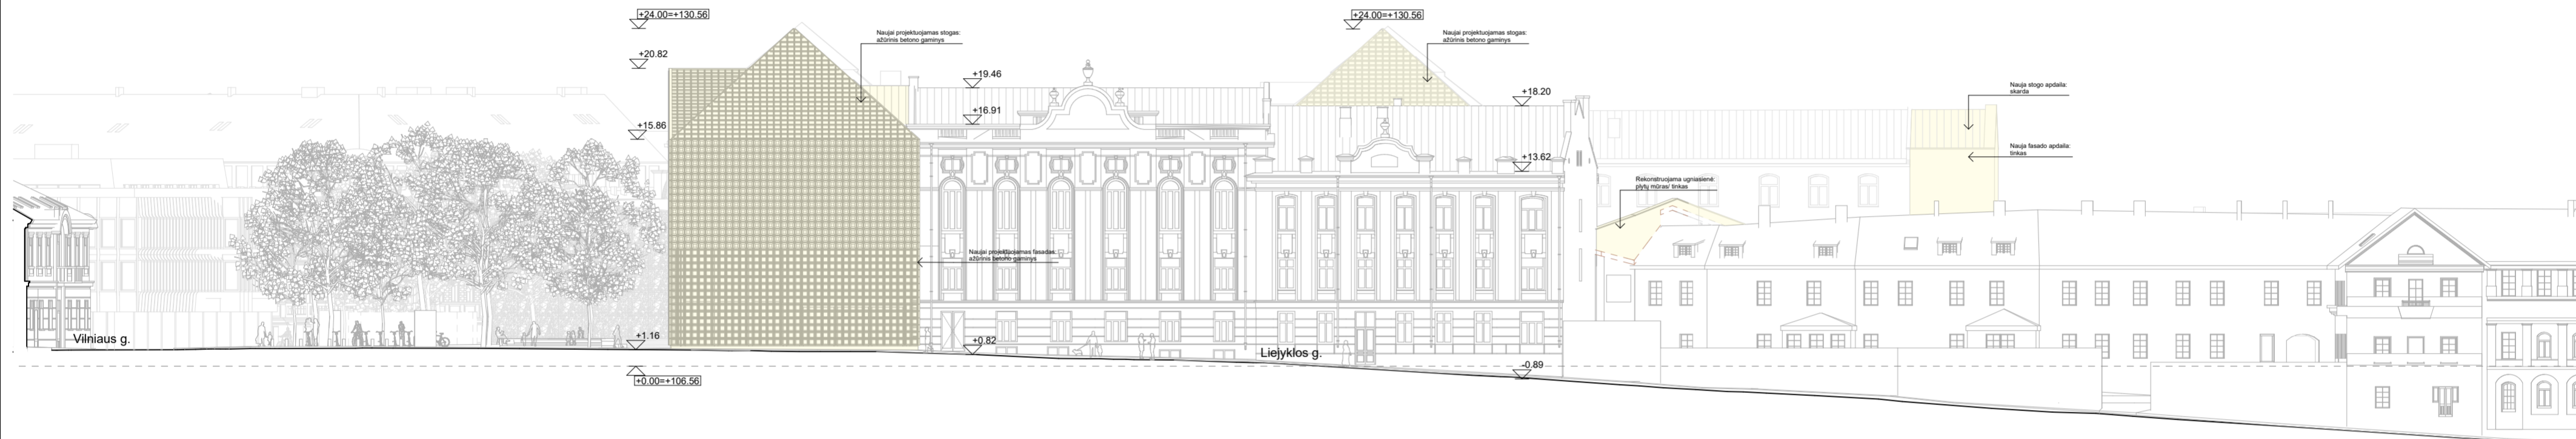 +24.00=+130.56
+20.82
+15.86
+1.16
+0.00=+106.56
Vilniaus g.
Naujai projektuojamas stogas:
ažūrinis betono gaminys
Naujai projektuojamas fasadas:
ažūrinis betono gaminys
+19.46
+16.91
+0.82
+24.00=+130.56
Naujai projektuojamas stogas:
ažūrinis betono gaminys
+18.20
+13.62
-0.89
Liejyklos g.
Rekonstruojama ugniasienė:
plytų mūras/ tinkas
Nauja stogo apdaila:
skarda
Nauja fasado apdaila:
tinkas